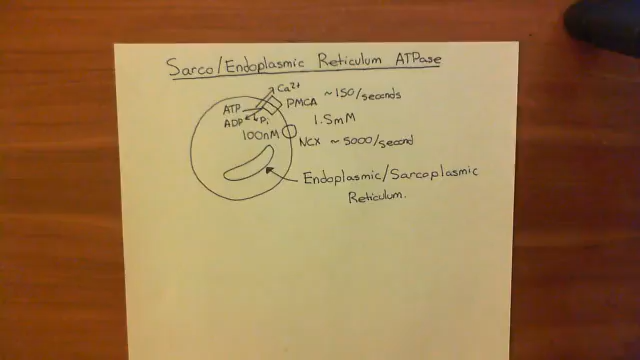 Sarco/Endoplasmic Reticulum ATPase
Ca2+
ATP
PMCA ~150/seconds
ADP Pi
1.5mM
100nM
NCX ~5000/second
Endoplasmic/Sarcoplasmic
Reticulum.